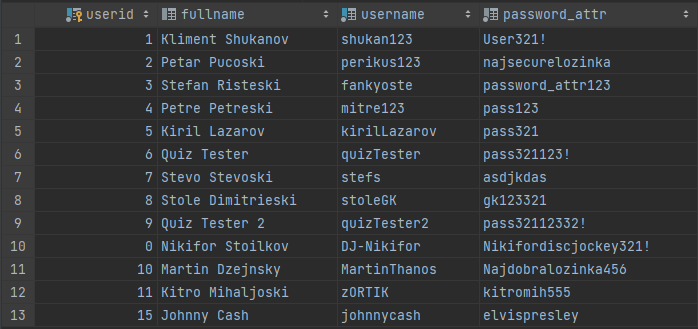 userid fullname username password_attr
1 1 Kliment Shukanov shukan123 User321!
2 2 Petar Pucoski perikus123 najsecurelozinka
3 3 Stefan Risteski fankyoste password_attr123
4 4 Petre Petreski mitre123 pass123
5 5 Kiril Lazarov kirilLazarov pass321
6 6 Quiz Tester quizTester pass321123!
7 7 Stevo Stevoski stefs asdjkdas
8 8 Stole Dimitrieski stoleGK gk123321
9 9 Quiz Tester 2 quizTester2 pass32112332!
10 0 Nikifor Stoilkov DJ-Nikifor Nikifordiscjockey321!
11 10 Martin Dzejnsky MartinThanos Najdobralozinka456
12 11 Kitro Mihaljoski zORTIK kitromih555
13 15 Johnny Cash johnnycash elvispresley